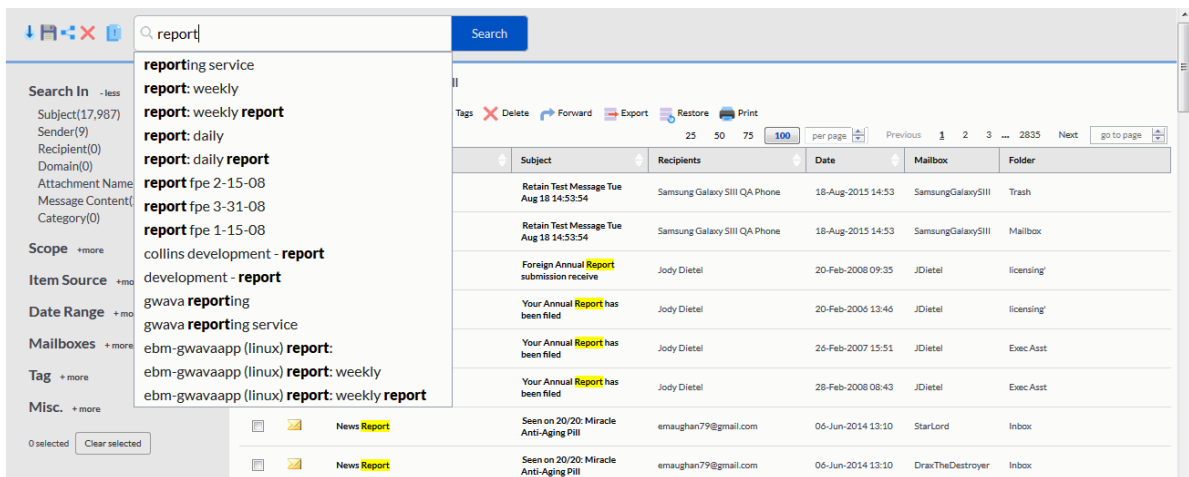 report
Search
reporting service
report: weekly
report: weekly report
report: daily
report: daily report
report fpe 2-15-08
report fpe 3-31-08
report fpe 1-15-08
collins development - report
development - report
gwava reporting
gwava reporting service
ebm-gwavaapp (linux) report:
ebm-gwavaapp (linux) report: weekly
ebm-gwavaapp (linux) report: weekly report
Search In - less
Subject(17,987)
Sender(9)
Recipient(0)
Domain(0)
Attachment Name
Message Content(
Category(0)
Scope +more
Item Source +mo
Date Range +mo
Mailboxes +more
Tag +more
Misc. +more
0 selected Clear selected
Tags Delete Forward Export Restore Print
25 50 75 100 per page Previous 1 2 3 ... 2835 Next go to page
Subject Recipients Date Mailbox Folder
Retain Test Message Tue
Aug 18 14:53:54
Samsung Galaxy SIII QA Phone 18-Aug-2015 14:53 SamsungGalaxySIII Trash
Retain Test Message Tue
Aug 18 14:53:54
Samsung Galaxy SIII QA Phone 18-Aug-2015 14:53 SamsungGalaxySIII Mailbox
Foreign Annual Report
submission receive
Jody Dietel 20-Feb-2008 09:35 JDietel licensing'
Your Annual Report has
been filed
Jody Dietel 20-Feb-2006 13:46 JDietel licensing'
Your Annual Report has
been filed
Jody Dietel 26-Feb-2007 15:51 JDietel Exec Asst
Your Annual Report has
been filed
Jody Dietel 28-Feb-2008 08:43 JDietel Exec Asst
News Report
Seen on 20/20: Miracle
Anti-Aging Pill
emaughan79@gmail.com 06-Jun-2014 13:10 StarLord Inbox
News Report
Seen on 20/20: Miracle
Anti-Aging Pill
emaughan79@gmail.com 06-Jun-2014 13:10 DraxTheDestroyer Inbox